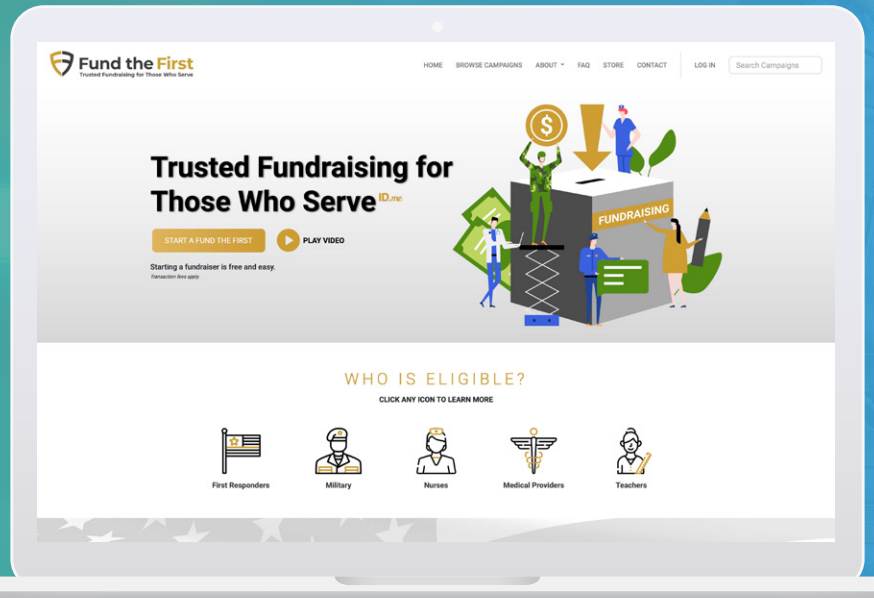 Fund the First
Trusted Fundraising for Those Who Serve
HOME BROWSE CAMPAIGNS ABOUT FAQ STORE CONTACT LOG IN Search Campaigns
Trusted Fundraising for
Those Who Serve ID.me
START A FUND THE FIRST PLAY VIDEO
Starting a fundraiser is free and easy.
Transaction fees apply
$
FUNDRAISING
WHO IS ELIGIBLE?
CLICK ANY ICON TO LEARN MORE
First Responders Military Nurses Medical Providers Teachers